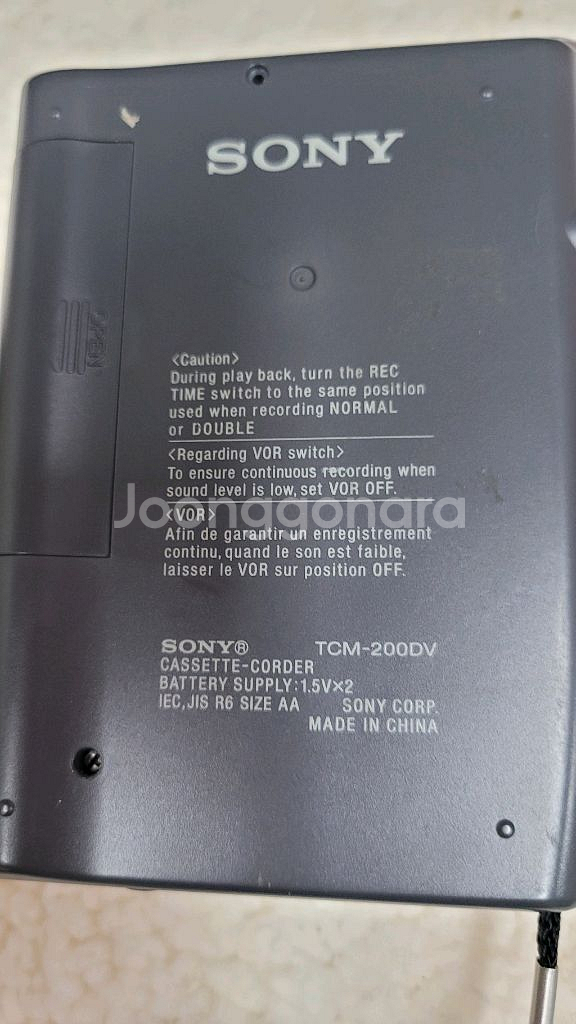 SONY
OPEN
<Caution>
During play back, turn the REC
TIME switch to the same position
used when recording NORMAL
or DOUBLE
<Regarding VOR switch>
To ensure continuous recording when
sound level is low, set VOR OFF.
Joonggonara
<VOR>
Afin de garantir un enregistrement
continu, quand le son est faible,
laisser le VOR sur position OFF.
SONY® TCM-200DV
CASSETTE-CORDER
BATTERY SUPPLY:1.5V×2
IEC, JIS R6 SIZE AA SONY CORP.
MADE IN CHINA